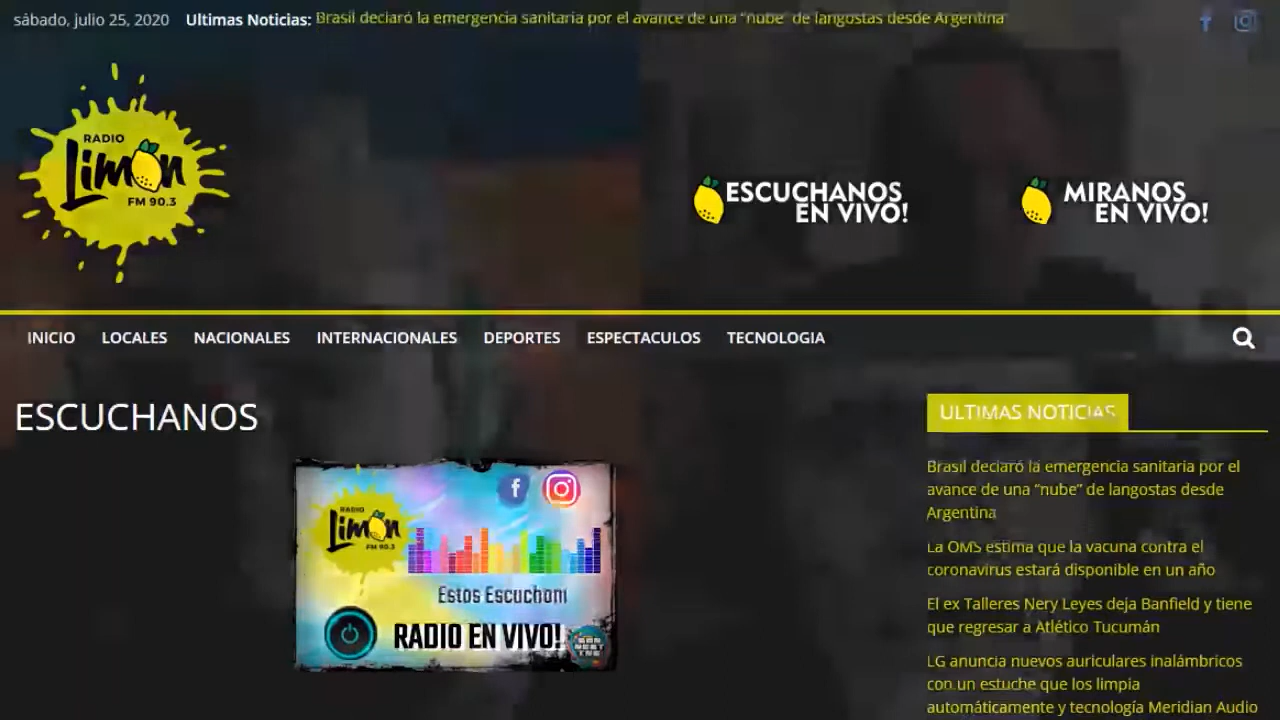 sábado, julio 25, 2020
Ultimas Noticias:
Brasil declaró la emergencia sanitaria por el avance de una “nube” de langostas desde Argentina
RADIO
Limón
FM 90.3
ESCUCHANOS
EN VIVO!
MIRANOS
EN VIVO!
INICIO LOCALES NACIONALES INTERNACIONALES DEPORTES ESPECTACULOS TECNOLOGIA
ESCUCHANOS
RADIO
Limón
FM 90.3
Estas Escuchan
RADIO EN VIVO!
ULTIMAS NOTICIAS
Brasil declaró la emergencia sanitaria por el
avance de una “nube” de langostas desde
Argentina
La OMS estima que la vacuna contra el
coronavirus estará disponible en un año
El ex Talleres Nery Leyes deja Banfield y tiene
que regresar a Atlético Tucumán
LG anuncia nuevos auriculares inalámbricos
con un estuche que los limpia
automáticamente y tecnología Meridian Audio